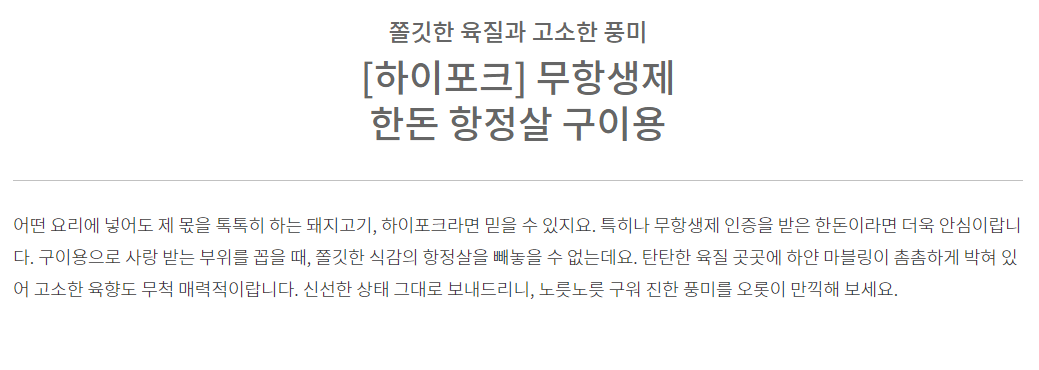 쫄깃한 육질과 고소한 풍미
[하이포크] 무항생제
한돈 항정살 구이용
어떤 요리에 넣어도 제 몫을 톡톡히 하는 돼지고기, 하이포크라면 믿을 수 있지요. 특히나 무항생제 인증을 받은 한돈이라면 더욱 안심이랍니
다. 구이용으로 사랑 받는 부위를 꼽을 때, 쫄깃한 식감의 항정살을 빼놓을 수 없는데요. 탄탄한 육질 곳곳에 하얀 마블링이 촘촘하게 박혀 있
어 고소한 육향도 무척 매력적이랍니다. 신선한 상태 그대로 보내드리니, 노릇노릇 구워 진한 풍미를 오롯이 만끽해 보세요.